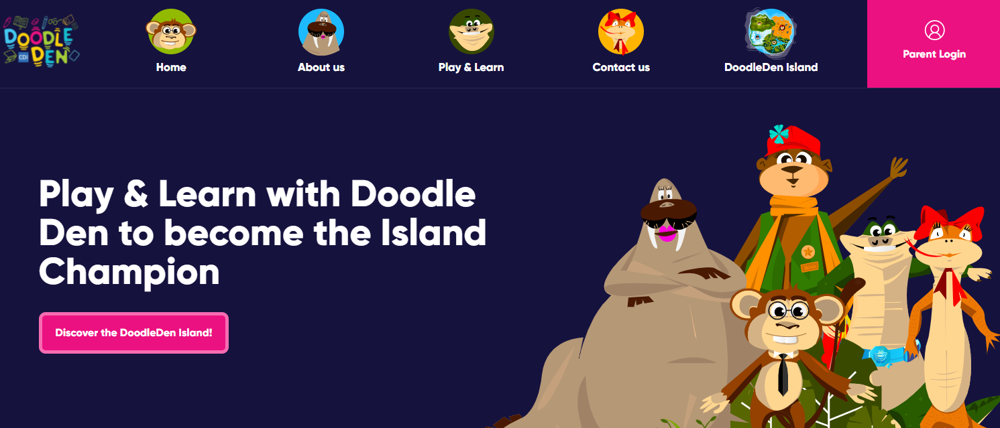 DOODLE
CDI DEN
Home
About us
Play & Learn
Contact us
DoodleDen Island
Parent Login
Play & Learn with Doodle
Den to become the Island
Champion
Discover the DoodleDen Island!